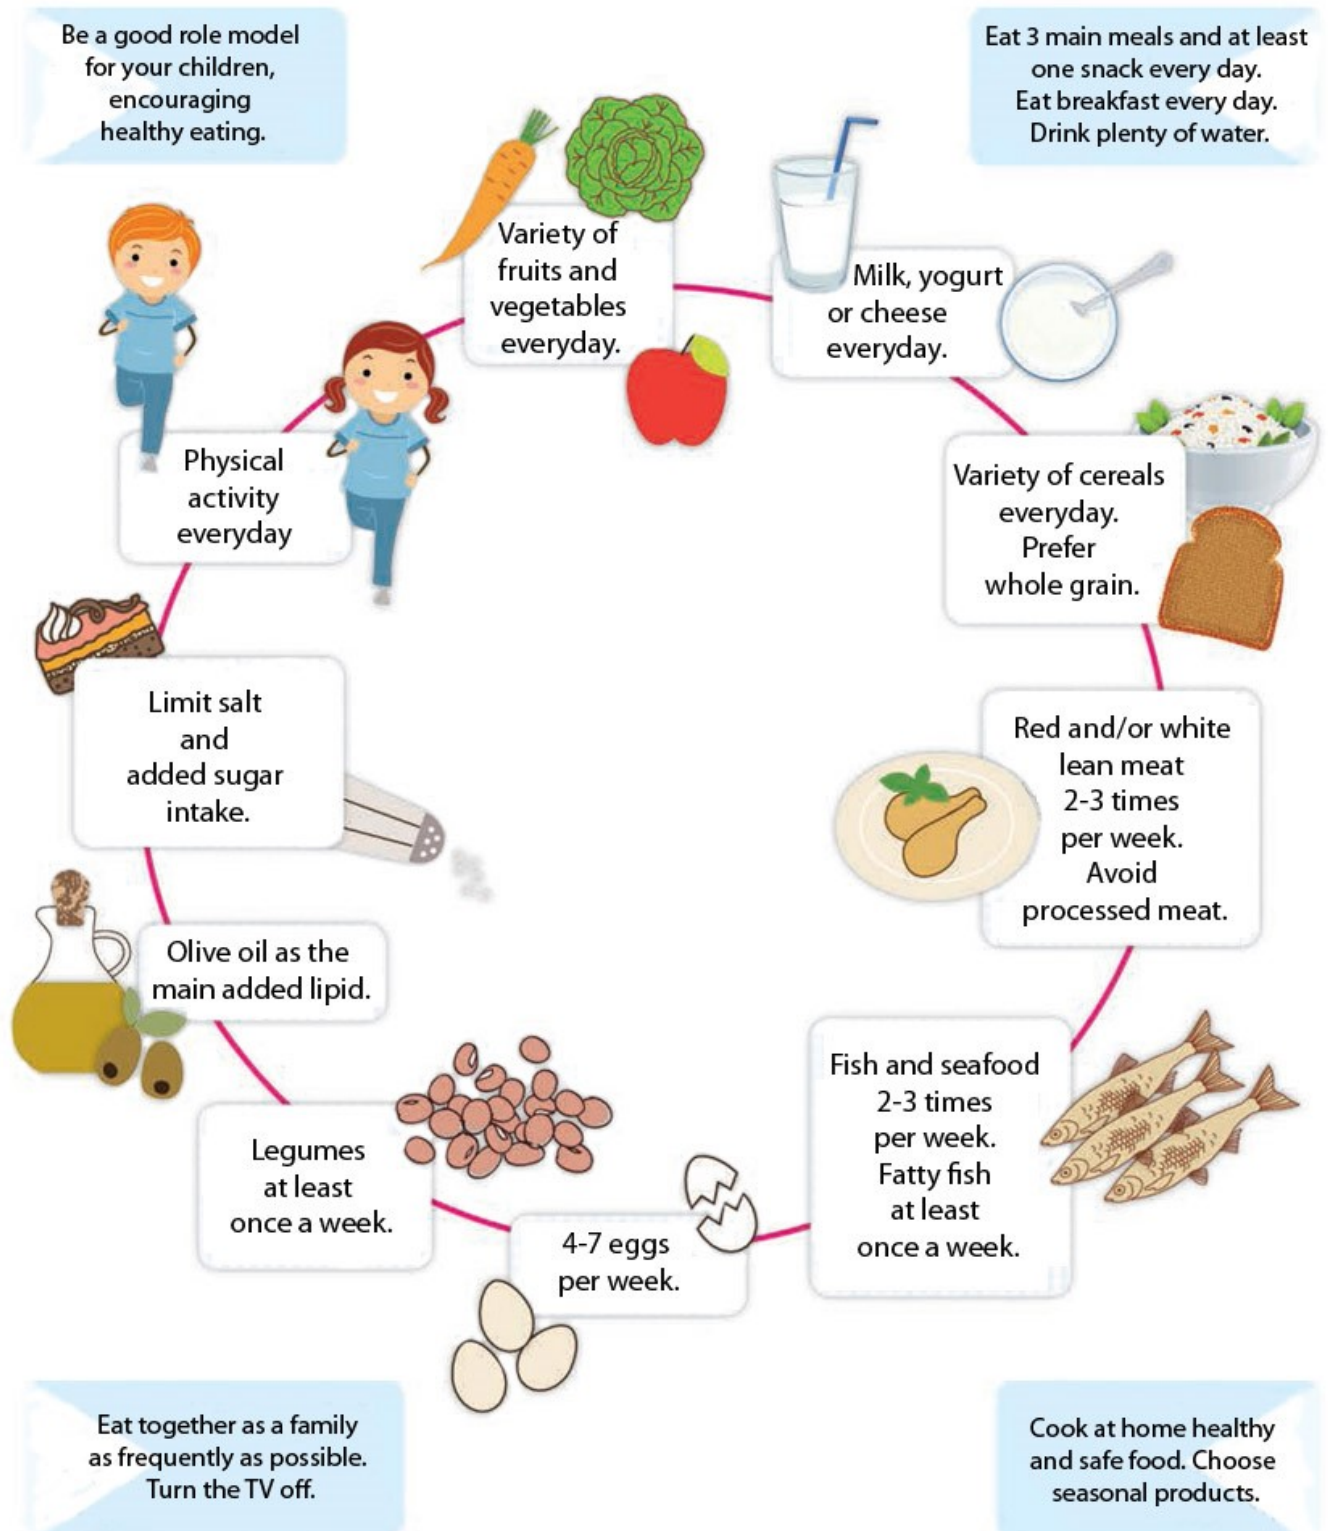 Be a good role model
for your children,
encouraging
healthy eating.
Eat 3 main meals and at least
one snack every day.
Eat breakfast every day.
Drink plenty of water.
Variety of
fruits and
vegetables
everyday.
Milk, yogurt
or cheese
everyday.
Variety of cereals
everyday.
Prefer
whole grain.
Red and/or white
lean meat
2-3 times
per week.
Avoid
processed meat.
Fish and seafood
2-3 times
per week.
Fatty fish
at least
once a week.
4-7 eggs
per week.
Legumes
at least
once a week.
Olive oil as the
main added lipid.
Limit salt
and
added sugar
intake.
Physical
activity
everyday
Eat together as a family
as frequently as possible.
Turn the TV off.
Cook at home healthy
and safe food. Choose
seasonal products.